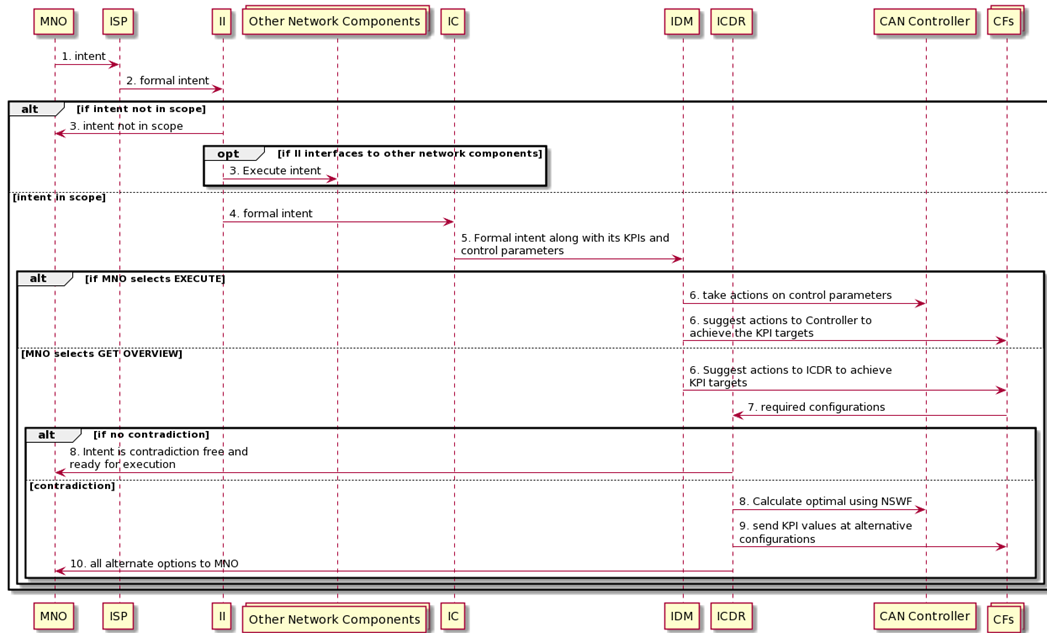 MNO ISP II Other Network Components IC IDM ICDR CAN Controller CFs
1. intent
2. formal intent
alt [if intent not in scope]
3. intent not in scope
opt [if II interfaces to other network components]
3. Execute intent
[intent in scope]
4. formal intent
5. Formal intent along with its KPIs and
control parameters
alt [if MNO selects EXECUTE]
6. take actions on control parameters
6. suggest actions to Controller to
achieve the KPI targets
[MNO selects GET OVERVIEW]
6. Suggest actions to ICDR to achieve
KPI targets
7. required configurations
alt [if no contradiction]
8. Intent is contradiction free and
ready for execution
[contradiction]
8. Calculate optimal using NSWF
9. send KPI values at alternative
configurations
10. all alternate options to MNO
MNO ISP II Other Network Components IC IDM ICDR CAN Controller CFs